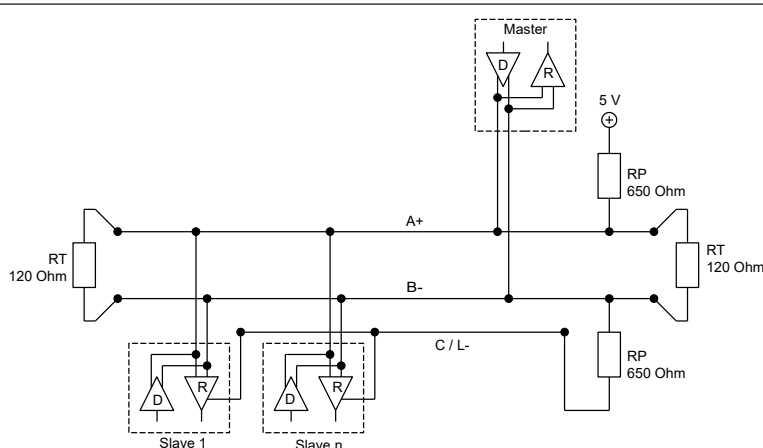 Master
D
R
5 V
RP
650 Ohm
A+
RT
120 Ohm
RT
120 Ohm
B-
C / L-
RP
650 Ohm
D
R
D
R
Slave 1
Slave n